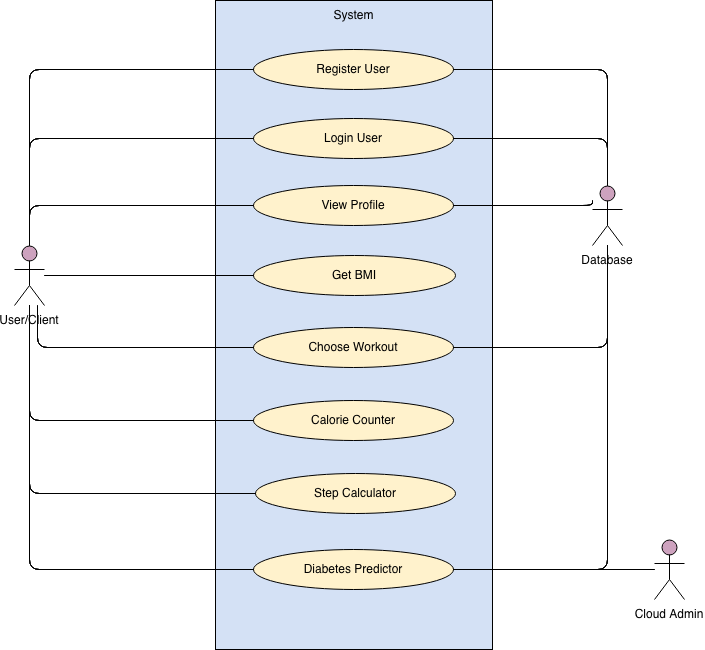 System
Register User
Login User
View Profile
Database
Get BMI
User/Client
Choose Workout
Calorie Counter
Step Calculator
Diabetes Predictor
Cloud Admin